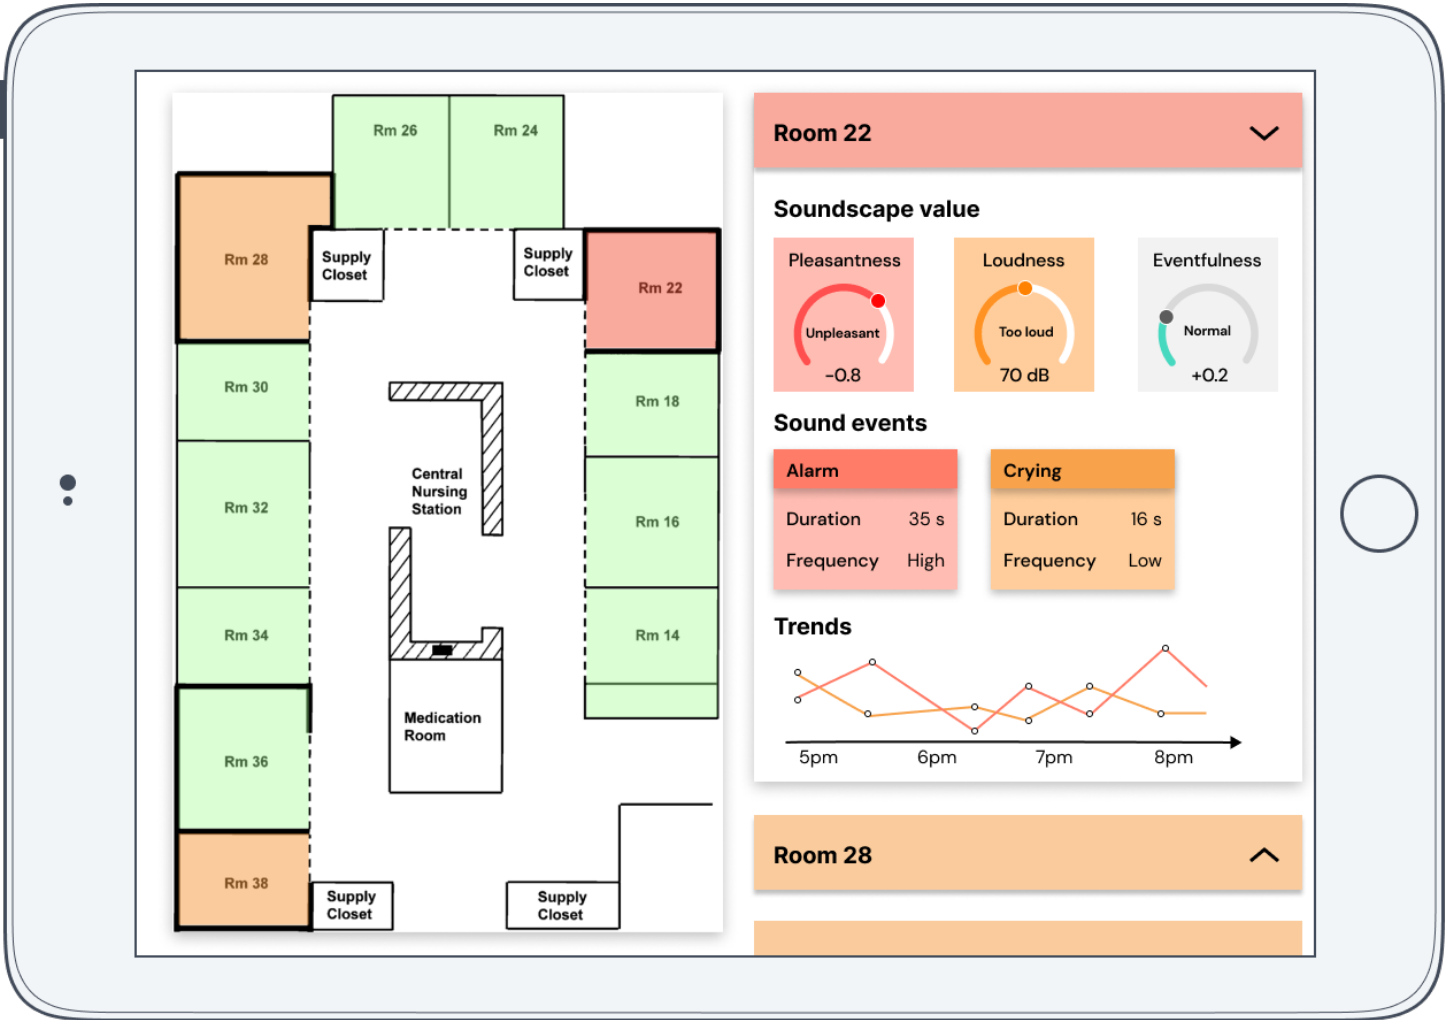 Rm 26
Rm 24
Rm 28
Supply
Closet
Supply
Closet
Rm 22
Rm 30
Rm 18
Central
Nursing
Station
Rm 32
Rm 16
Rm 34
Rm 14
Medication
Room
Rm 36
Rm 38
Supply
Closet
Supply
Closet
Room 22
Soundscape value
Pleasantness
Unpleasant
-0.8
Loudness
Too loud
70 dB
Eventfulness
Normal
+0.2
Sound events
Alarm
Duration 35 s
Frequency High
Crying
Duration 16 s
Frequency Low
Trends
5pm 6pm 7pm 8pm
Room 28